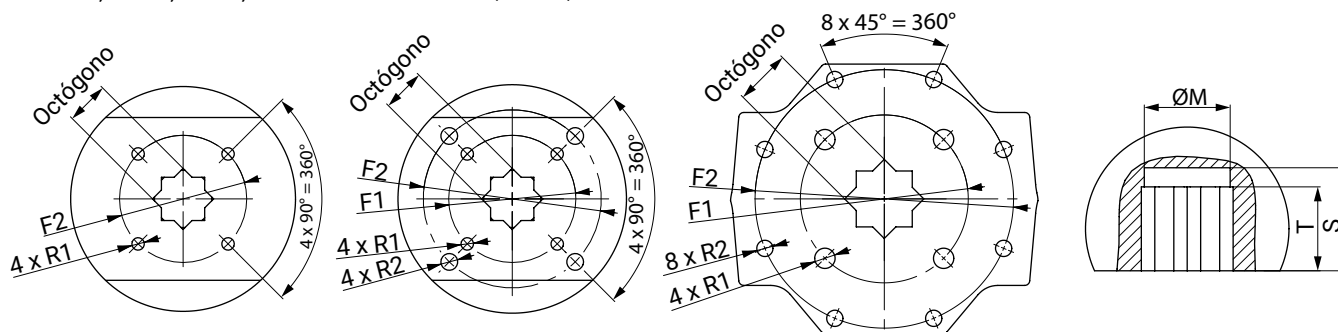 Octógono
F2
4 x R1
4 x 90° = 360°
Octógono
F2
F1
4 x R1
4 x R2
4 x 90° = 360°
8 x 45° = 360°
Octógono
F2
F1
8 x R2
4 x R1
ØM
T
S